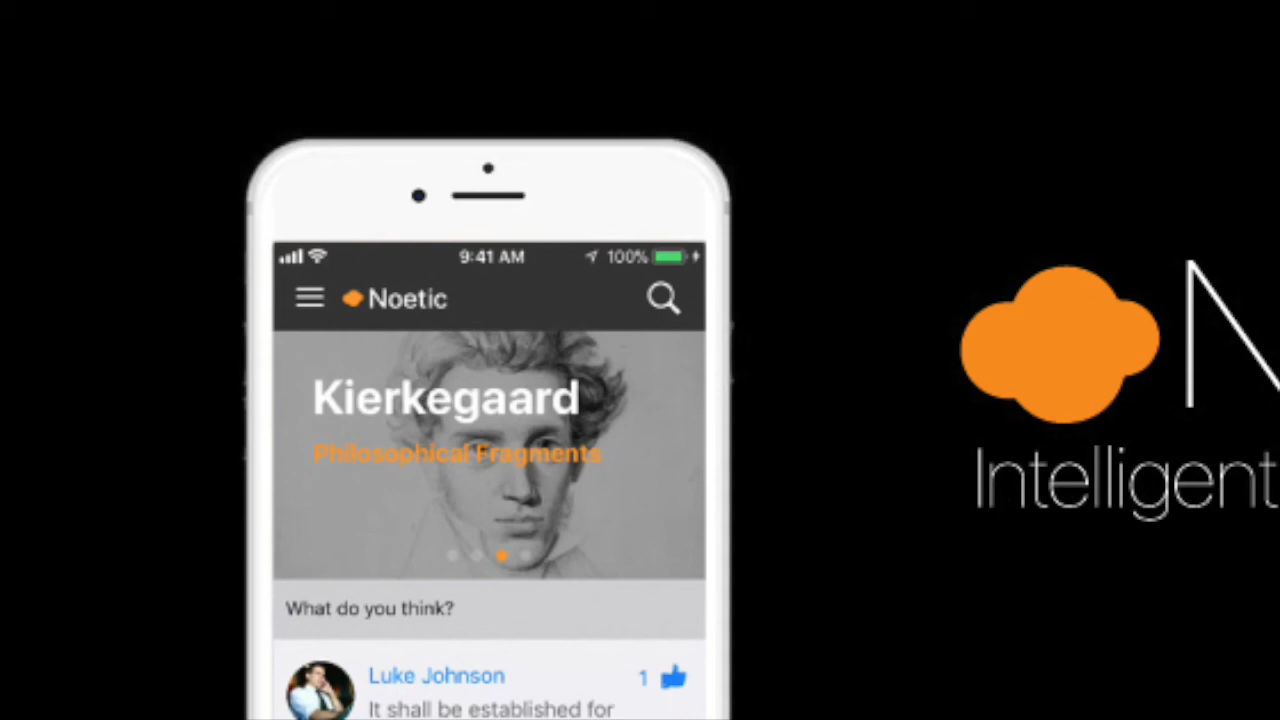 9:41 AM 100%
Noetic
Kierkegaard
Philosophical Fragments
What do you think?
Luke Johnson 1
It shall be established for
N
Intelligent